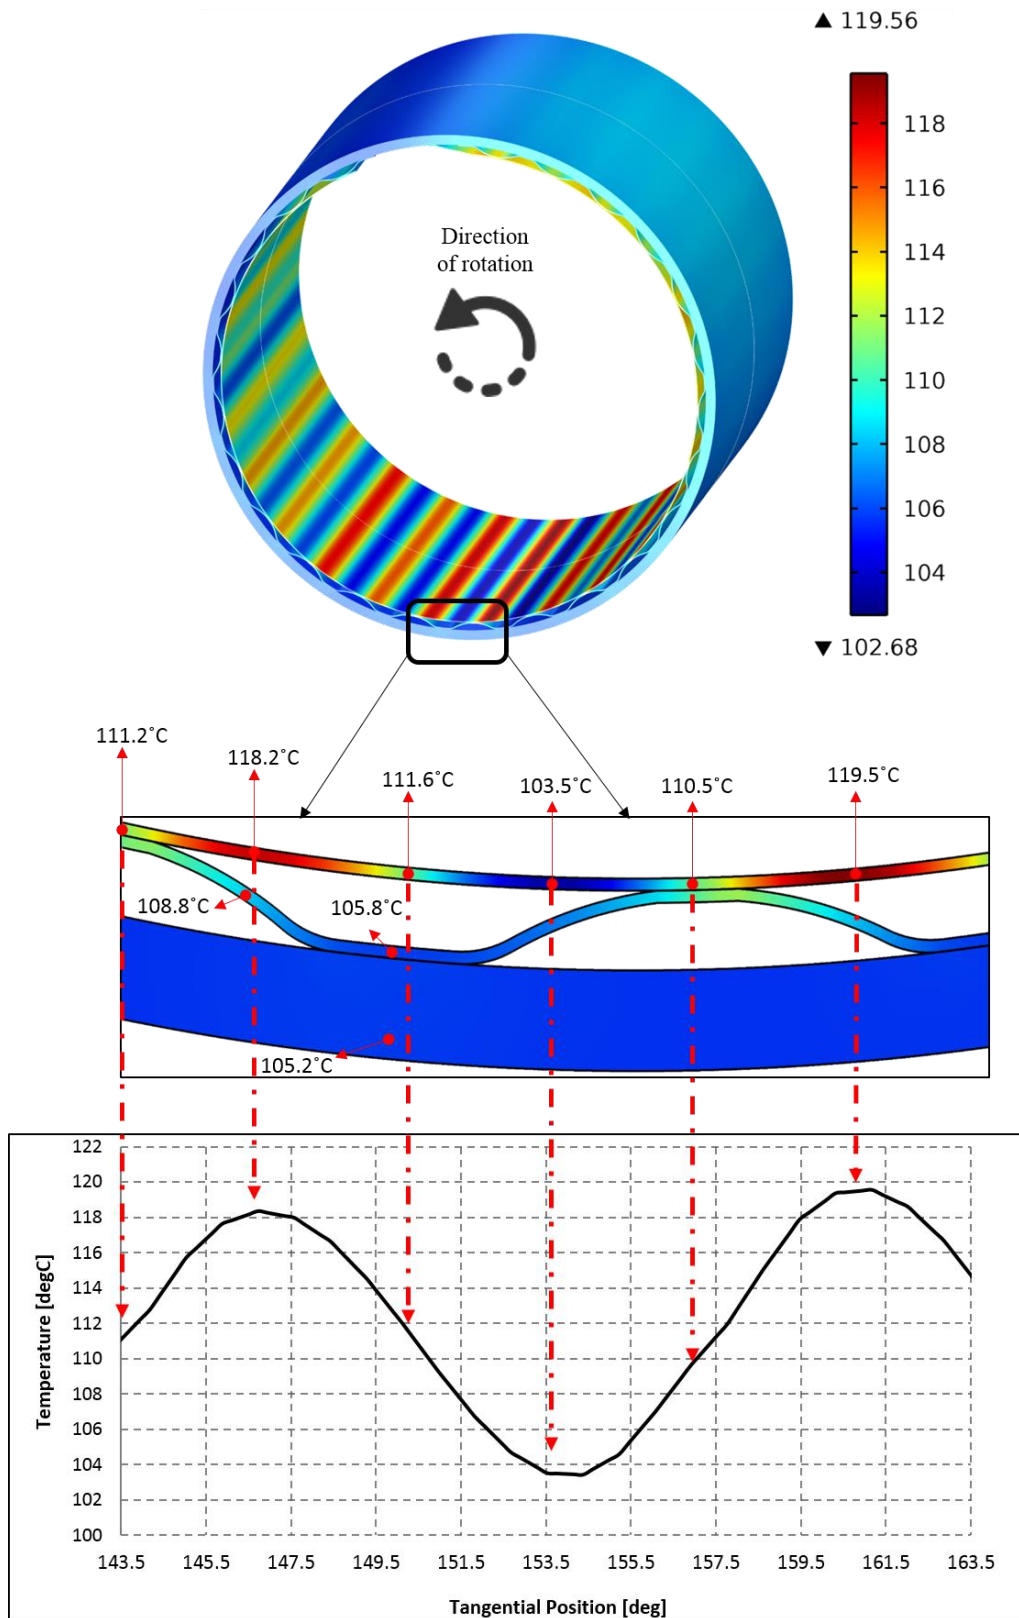 ▲ 119.56
118
116
114
112
110
108
106
104
▼ 102.68
Direction
of rotation
111.2˚C
118.2˚C
111.6˚C
103.5˚C
110.5˚C
119.5˚C
108.8˚C
105.8˚C
105.2˚C
Temperature [degC]
122
120
118
116
114
112
110
108
106
104
102
100
143.5 145.5 147.5 149.5 151.5 153.5 155.5 157.5 159.5 161.5 163.5
Tangential Position [deg]